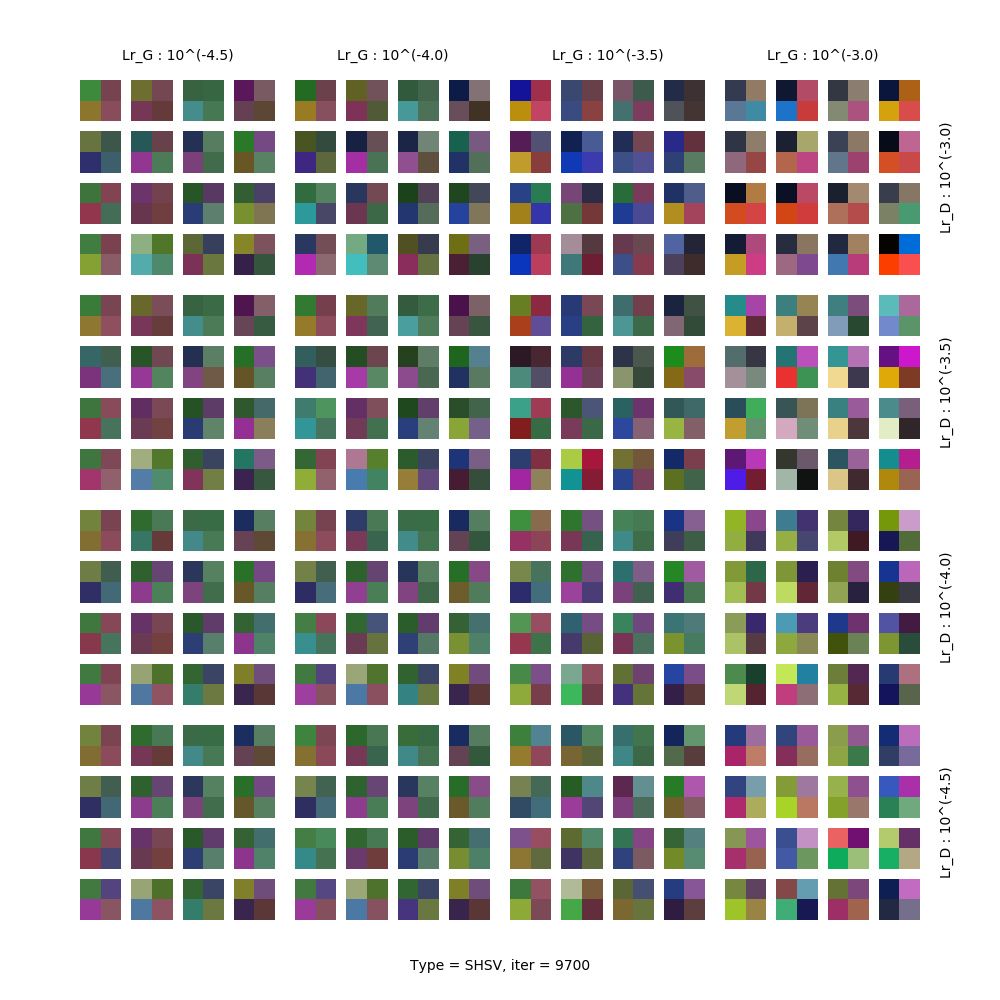 Lr_G : 10^(-4.5)
Lr_G : 10^(-4.0)
Lr_G : 10^(-3.5)
Lr_G : 10^(-3.0)
Lr_D : 10^(-3.0)
Lr_D : 10^(-3.5)
Lr_D : 10^(-4.0)
Lr_D : 10^(-4.5)
Type = SHSV, iter = 9700